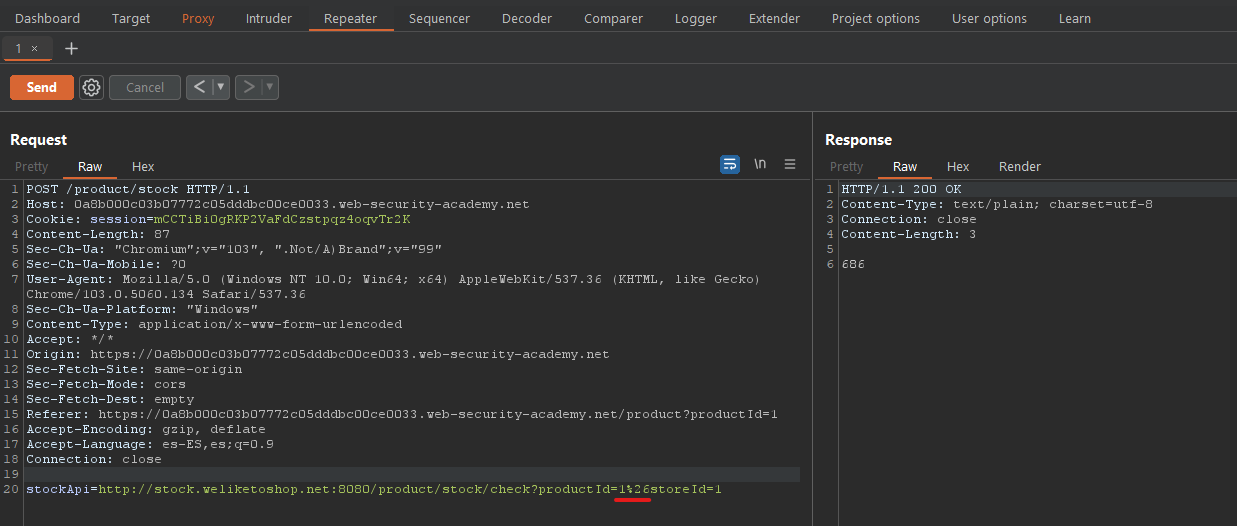 Dashboard Target Proxy Intruder Repeater Sequencer Decoder Comparer Logger Extender Project options User options Learn
1 ×
Send Cancel < >
Request
Pretty Raw Hex \n
1 POST /product/stock HTTP/1.1
2 Host: 0a8b000c03b07772c05dddbc00ce0033.web-security-academy.net
3 Cookie: session=mCCTiBiOgRKP2VaFdCzstpqz4oqvTr2K
4 Content-Length: 87
5 Sec-Ch-Ua: "Chromium";v="103", ".Not/A)Brand";v="99"
6 Sec-Ch-Ua-Mobile: ?0
7 User-Agent: Mozilla/5.0 (Windows NT 10.0; Win64; x64) AppleWebKit/537.36 (KHTML, like Gecko)
Chrome/103.0.5060.134 Safari/537.36
8 Sec-Ch-Ua-Platform: "Windows"
9 Content-Type: application/x-www-form-urlencoded
10 Accept: */*
11 Origin: https://0a8b000c03b07772c05dddbc00ce0033.web-security-academy.net
12 Sec-Fetch-Site: same-origin
13 Sec-Fetch-Mode: cors
14 Sec-Fetch-Dest: empty
15 Referer: https://0a8b000c03b07772c05dddbc00ce0033.web-security-academy.net/product?productId=1
16 Accept-Encoding: gzip, deflate
17 Accept-Language: es-ES,es;q=0.9
18 Connection: close
19
20 stockApi=http://stock.weliketoshop.net:8080/product/stock/check?productId=1%26storeId=1
Response
Pretty Raw Hex Render
1 HTTP/1.1 200 OK
2 Content-Type: text/plain; charset=utf-8
3 Connection: close
4 Content-Length: 3
5
6 686